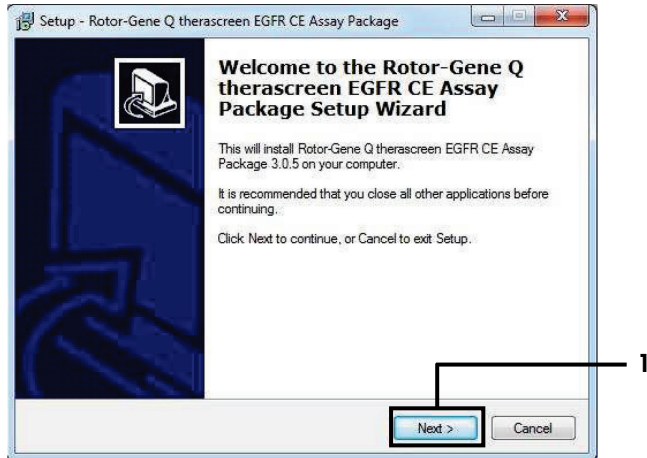 Setup - Rotor-Gene Q therascreen EGFR CE Assay Package
Welcome to the Rotor-Gene Q
therascreen EGFR CE Assay
Package Setup Wizard
This will install Rotor-Gene Q therascreen EGFR CE Assay
Package 3.0.5 on your computer.
It is recommended that you close all other applications before
continuing.
Click Next to continue, or Cancel to exit Setup.
1
Next > Cancel